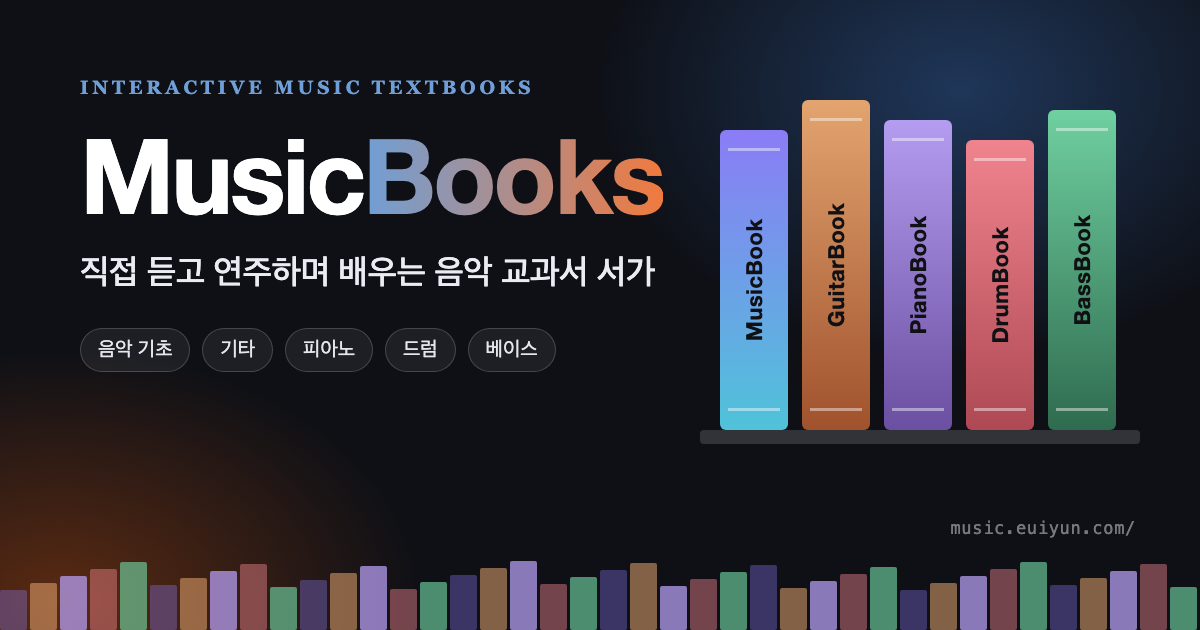 INTERACTIVE MUSIC TEXTBOOKS
MusicBooks
직접 듣고 연주하며 배우는 음악 교과서 서가
음악 기초
기타
피아노
드럼
베이스
MusicBook
GuitarBook
PianoBook
DrumBook
BassBook
music.euiyun.com/